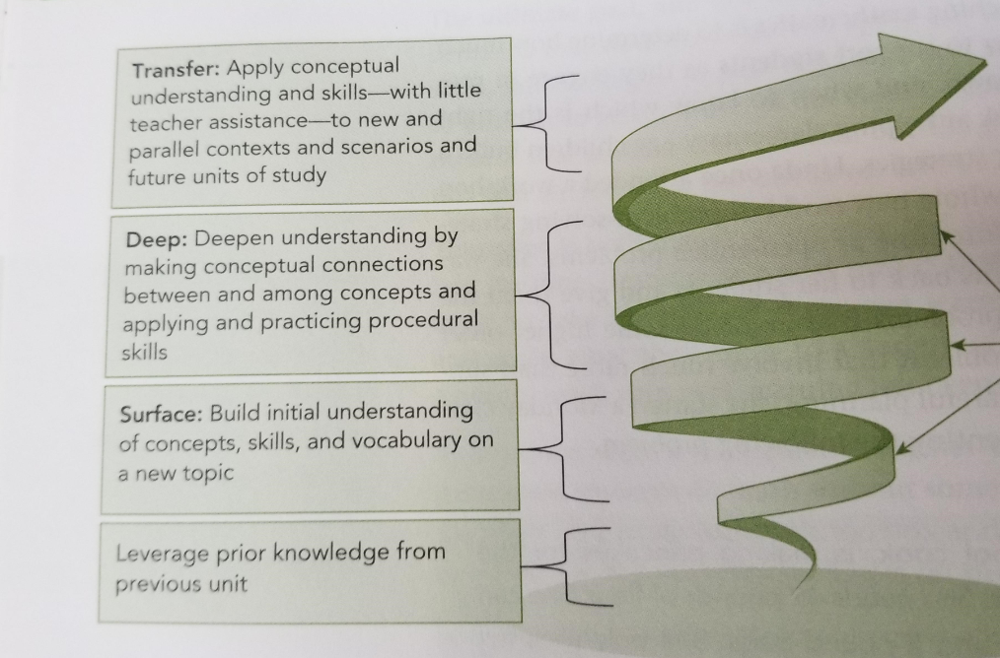 Transfer: Apply conceptual
understanding and skills—with little
teacher assistance—to new and
parallel contexts and scenarios and
future units of study
Deep: Deepen understanding by
making conceptual connections
between and among concepts and
applying and practicing procedural
skills
Surface: Build initial understanding
of concepts, skills, and vocabulary on
a new topic
Leverage prior knowledge from
previous unit